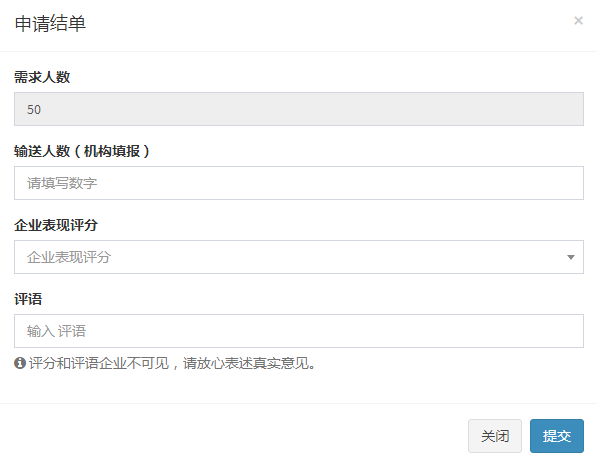 申请结单
×
需求人数
50
输送人数（机构填报）
请填写数字
企业表现评分
企业表现评分
评语
输入 评语
评分和评语企业不可见，请放心表述真实意见。
关闭
提交